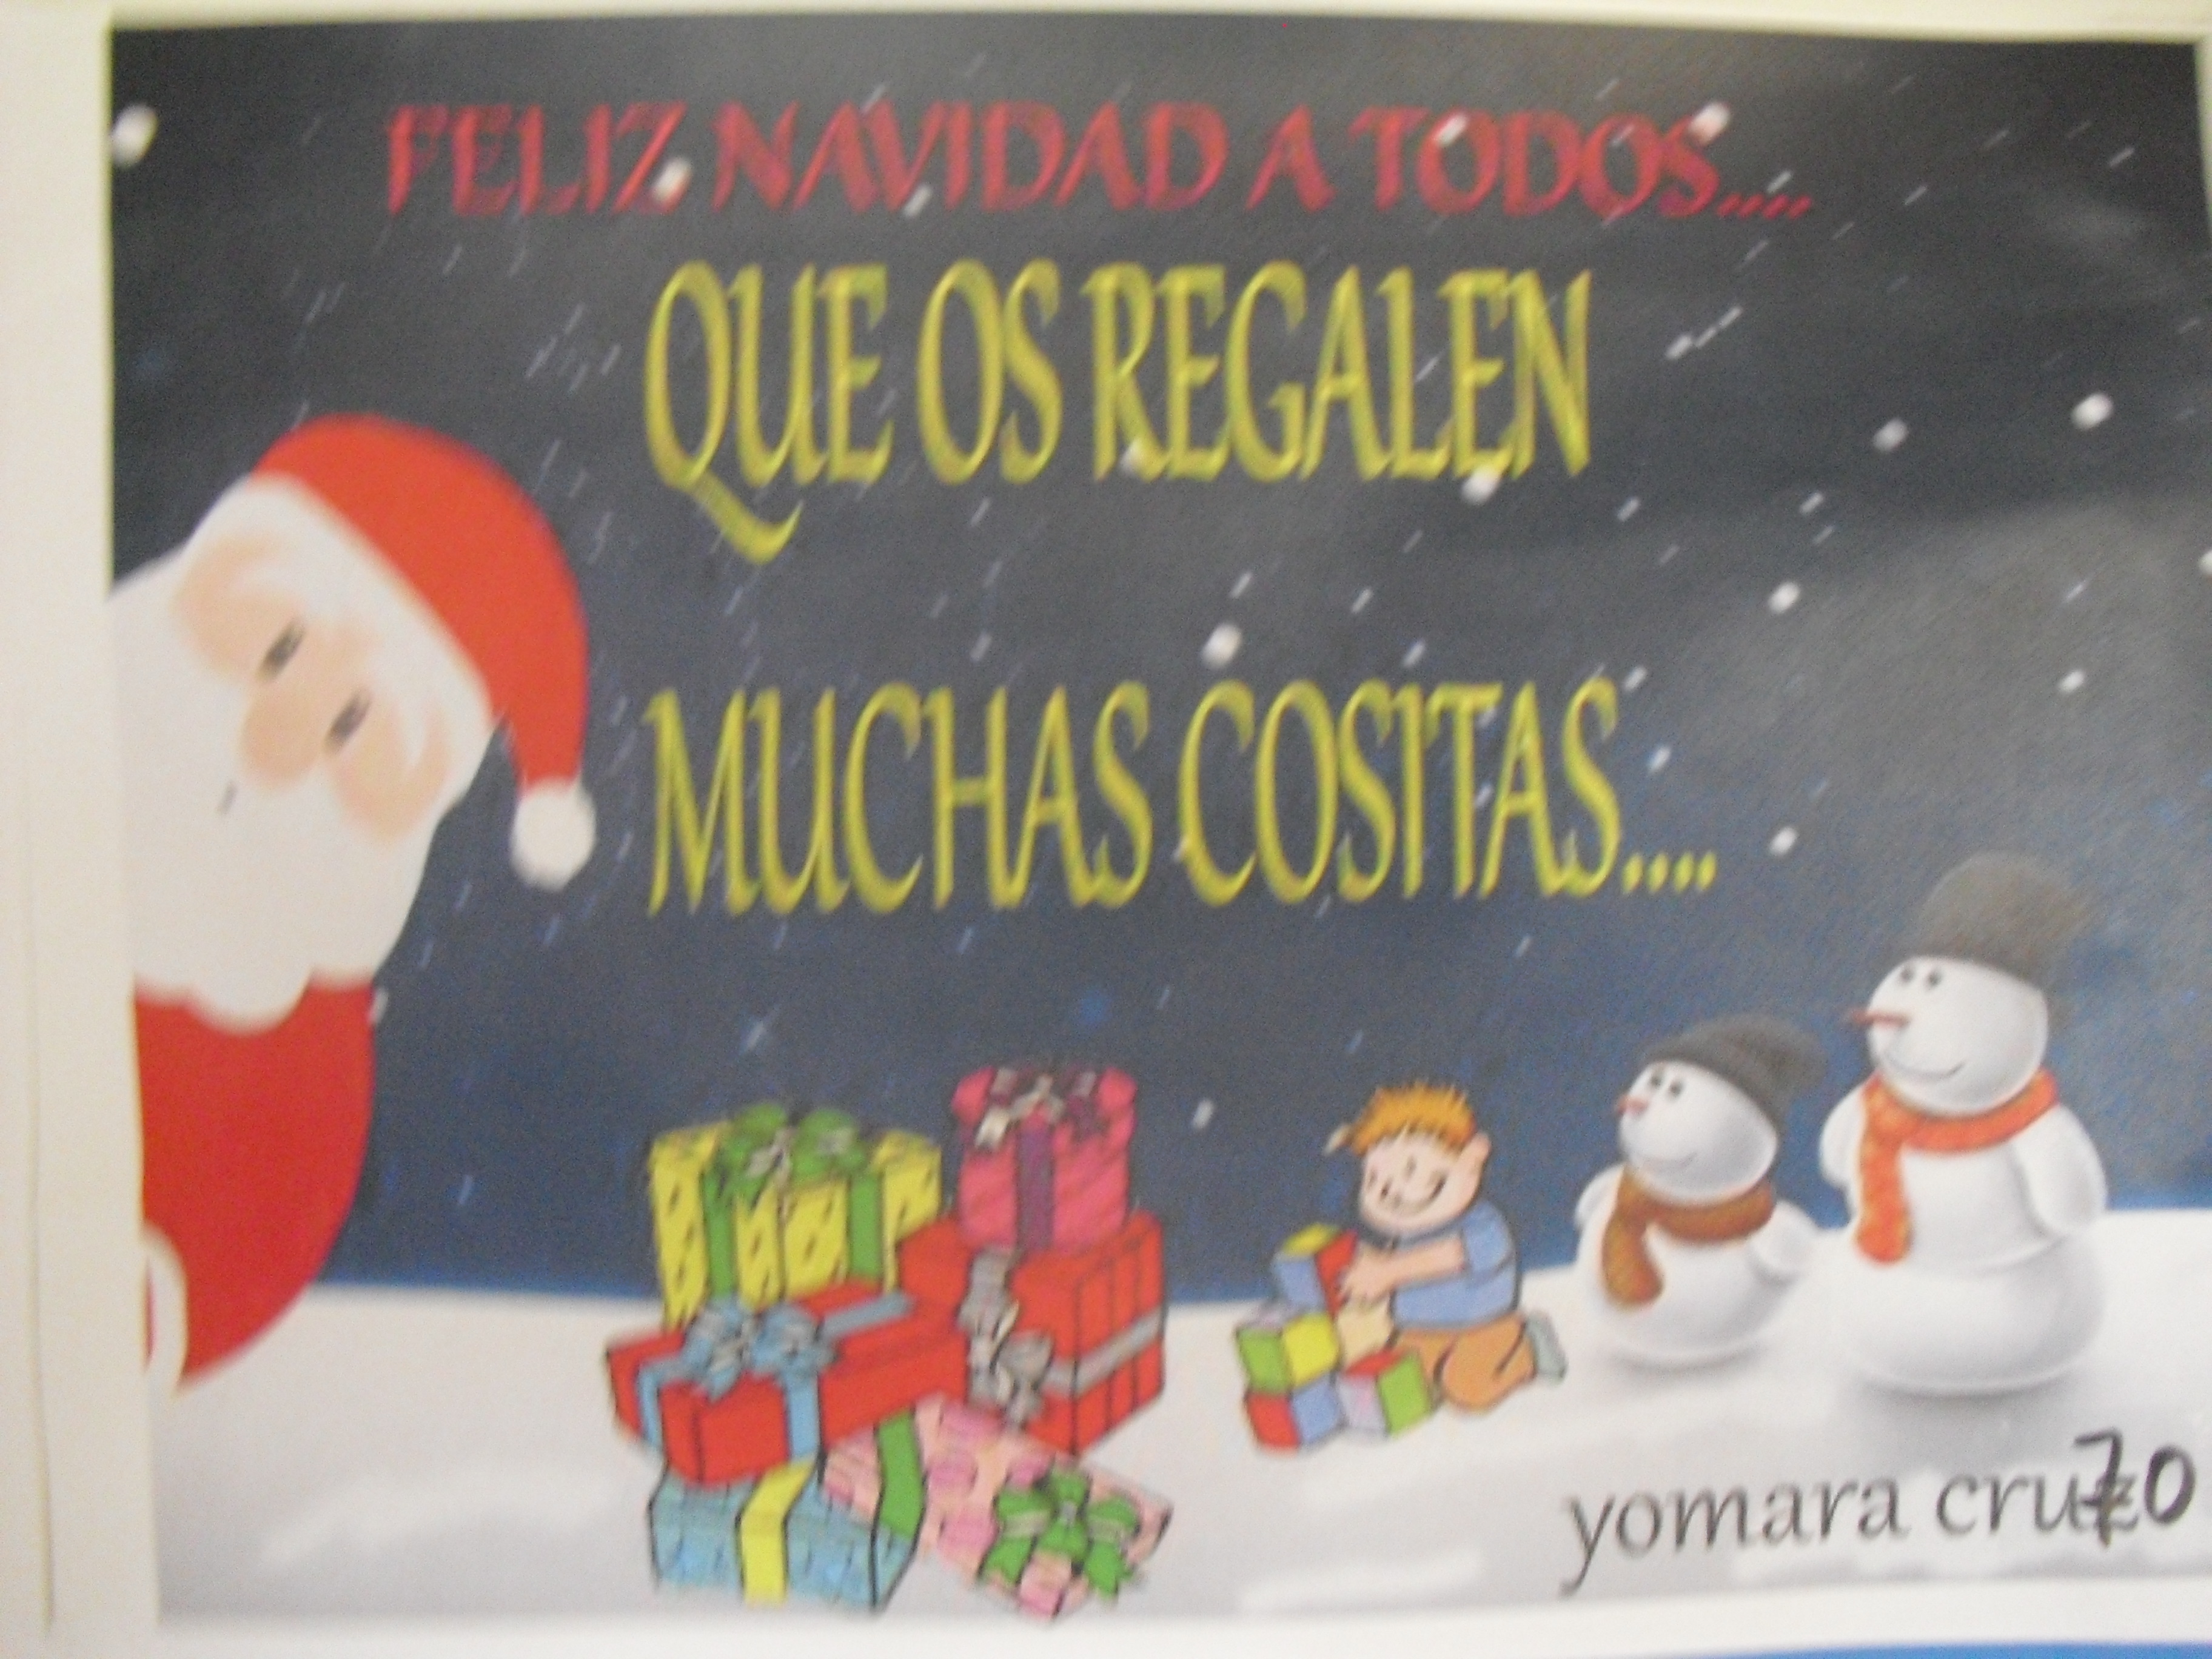 FELIZ NAVIDAD A TODOS....
QUE OS REGALEN
MUCHAS COSITAS....
yomara cruz
70